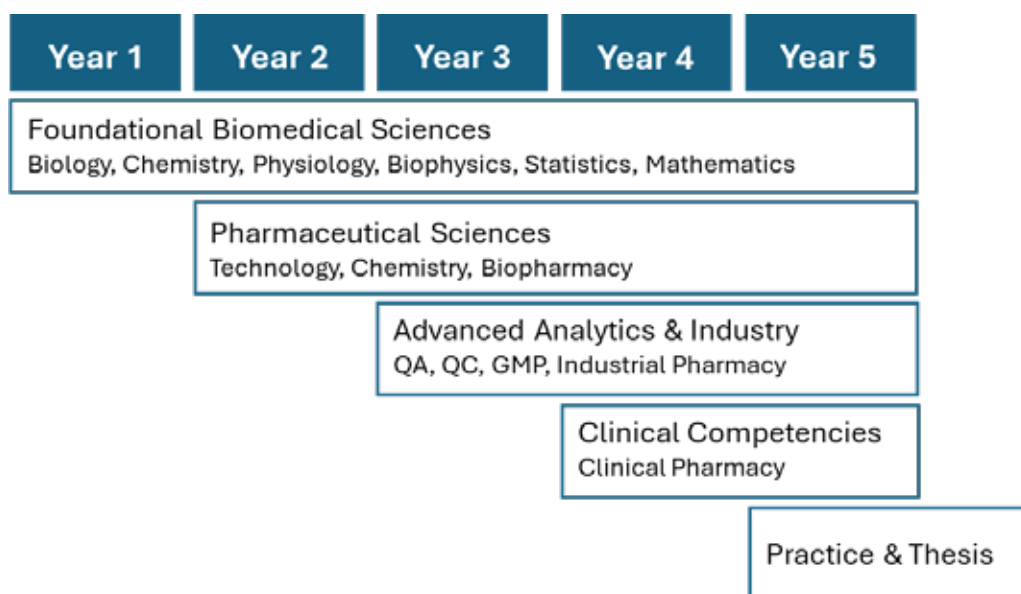 Year 1 Year 2 Year 3 Year 4 Year 5
Foundational Biomedical Sciences
Biology, Chemistry, Physiology, Biophysics, Statistics, Mathematics
Pharmaceutical Sciences
Technology, Chemistry, Biopharmacy
Advanced Analytics & Industry
QA, QC, GMP, Industrial Pharmacy
Clinical Competencies
Clinical Pharmacy
Practice & Thesis